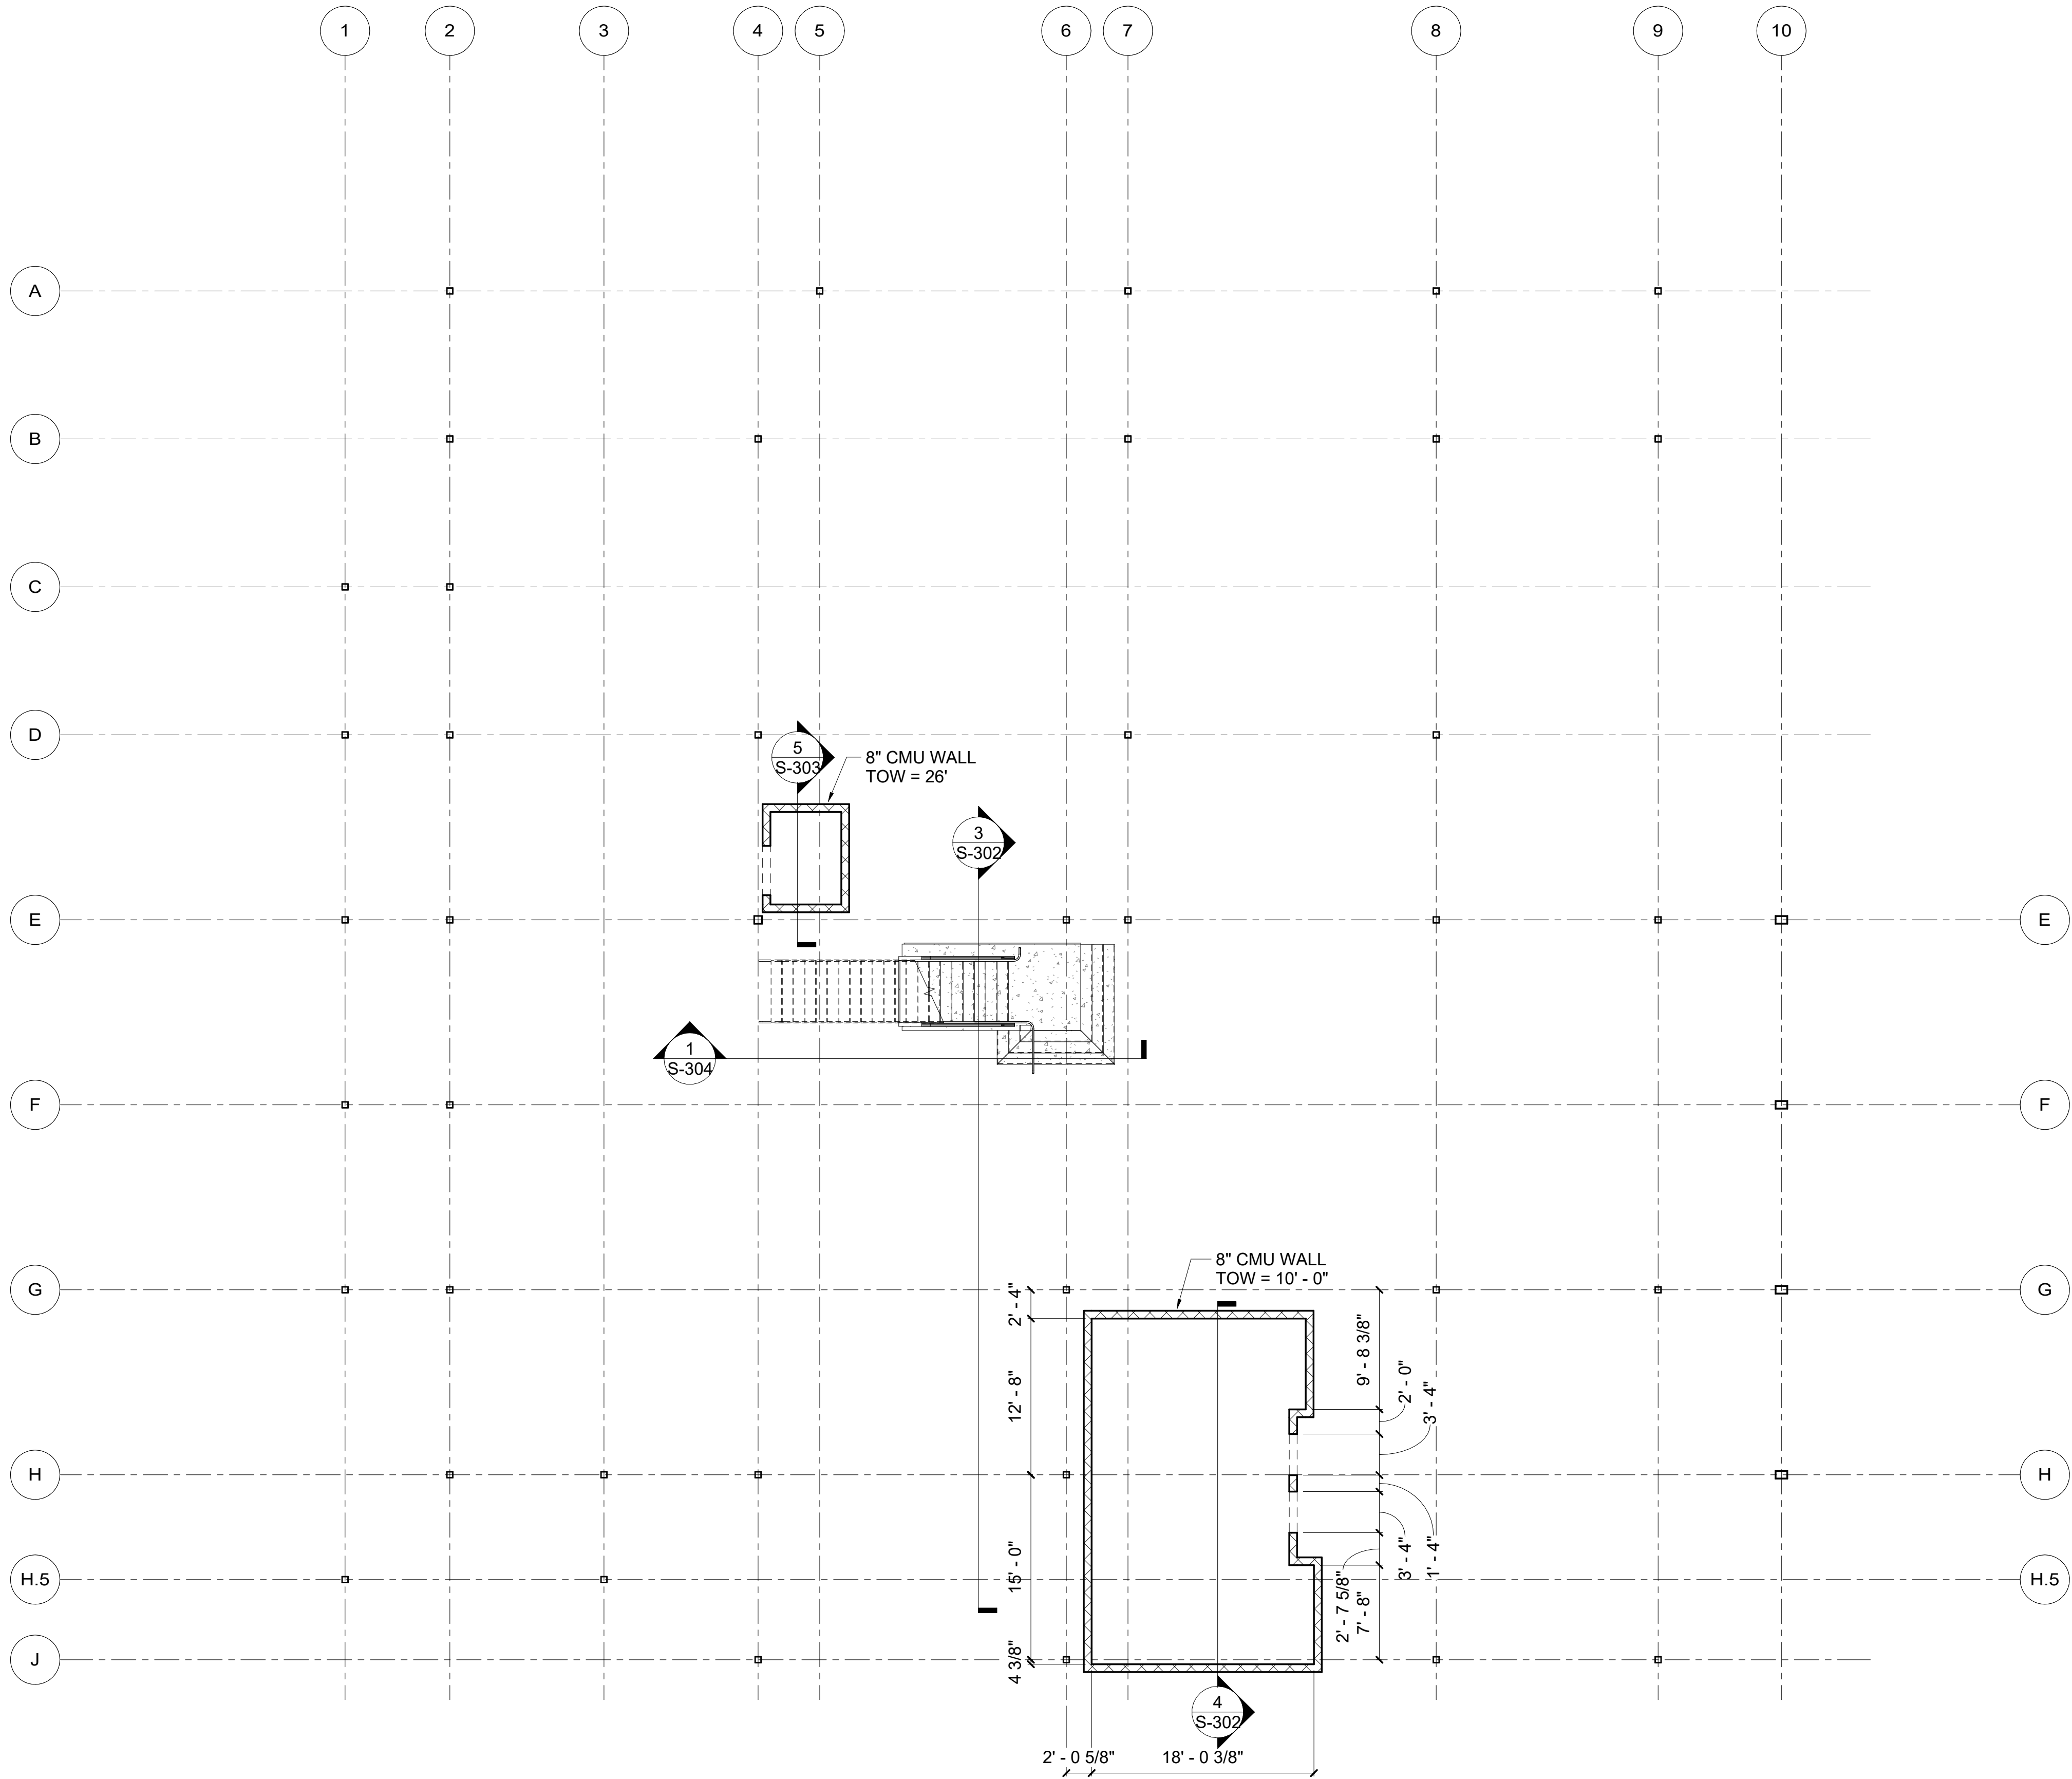 1 2 3 4 5 6 7 8 9 10
A
B
C
D
5
S-303
8" CMU WALL
TOW = 26'
3
S-302
E E
1
S-304
F F
8" CMU WALL
TOW = 10' - 0"
G G
2' - 4"
9' - 8 3/8"
2' - 0"
3' - 4"
12' - 8"
H H
15' - 0"
3' - 4"
1' - 4"
H.5 H.5
2' - 7 5/8"
7' - 8"
J
4 3/8"
4
S-302
2' - 0 5/8" 18' - 0 3/8"